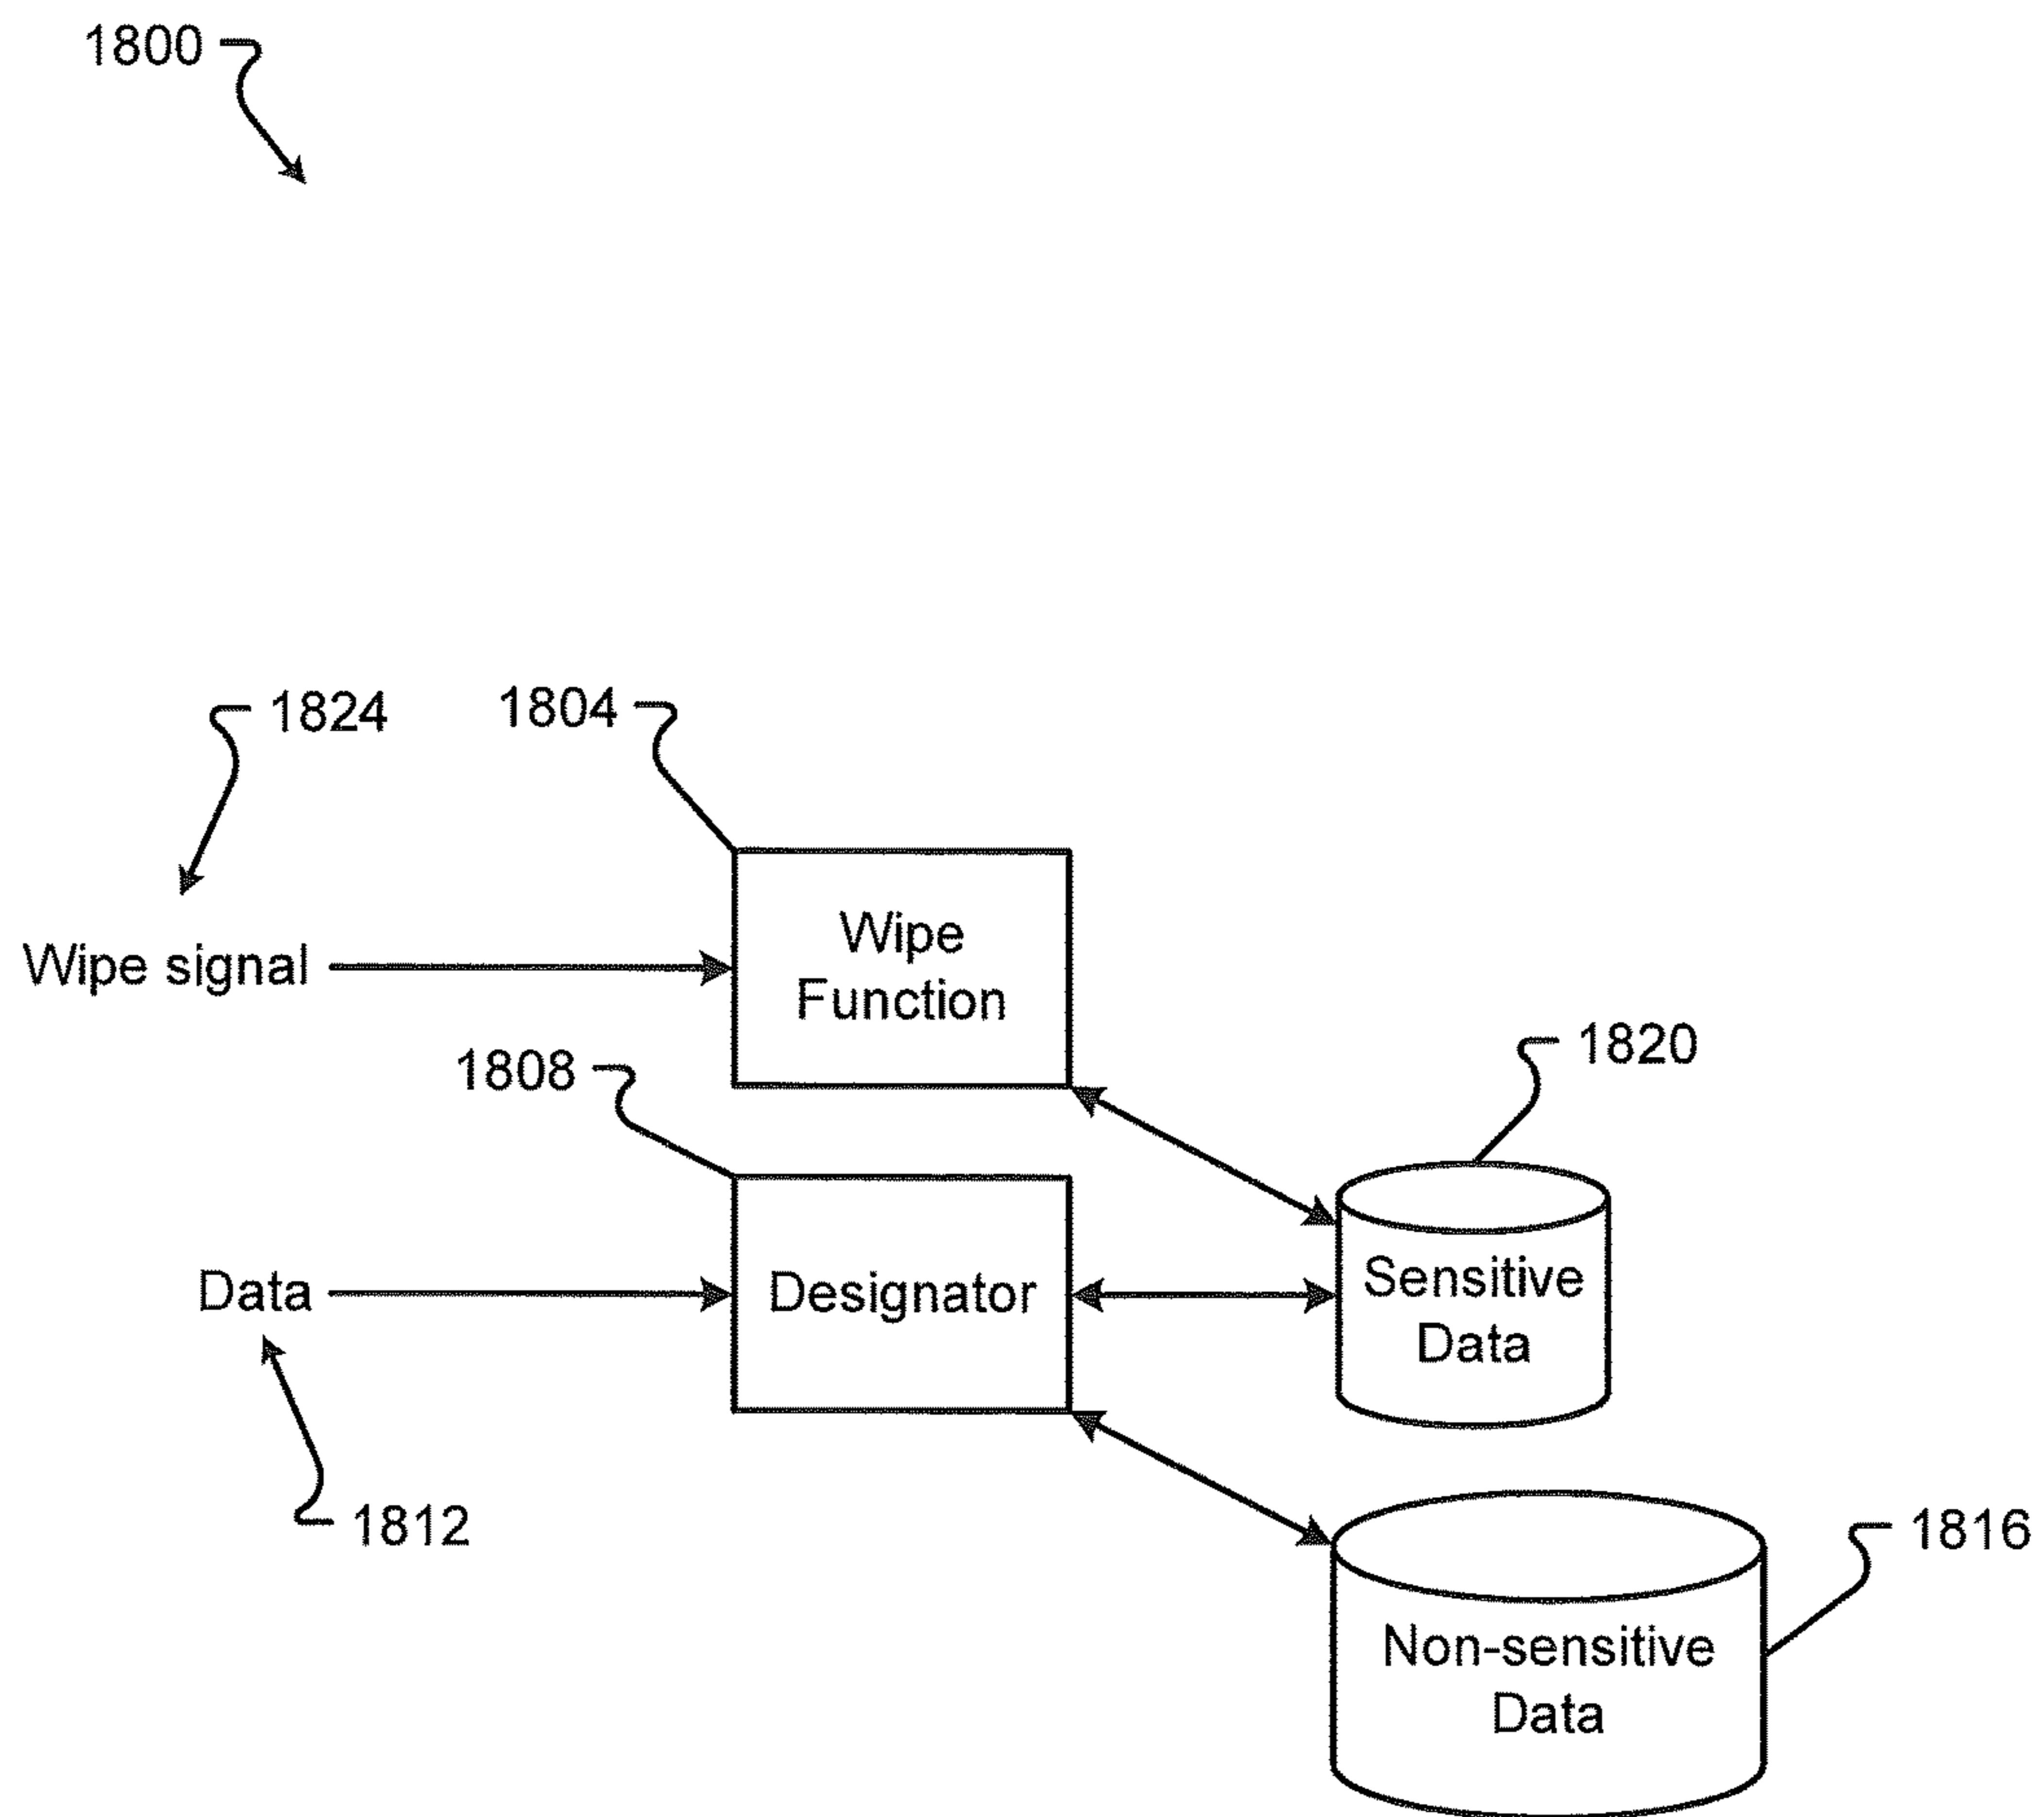 1800
1824
1804
Wipe signal
Wipe
Function
1808
1820
Data
Designator
Sensitive
Data
1812
1816
Non-sensitive
Data